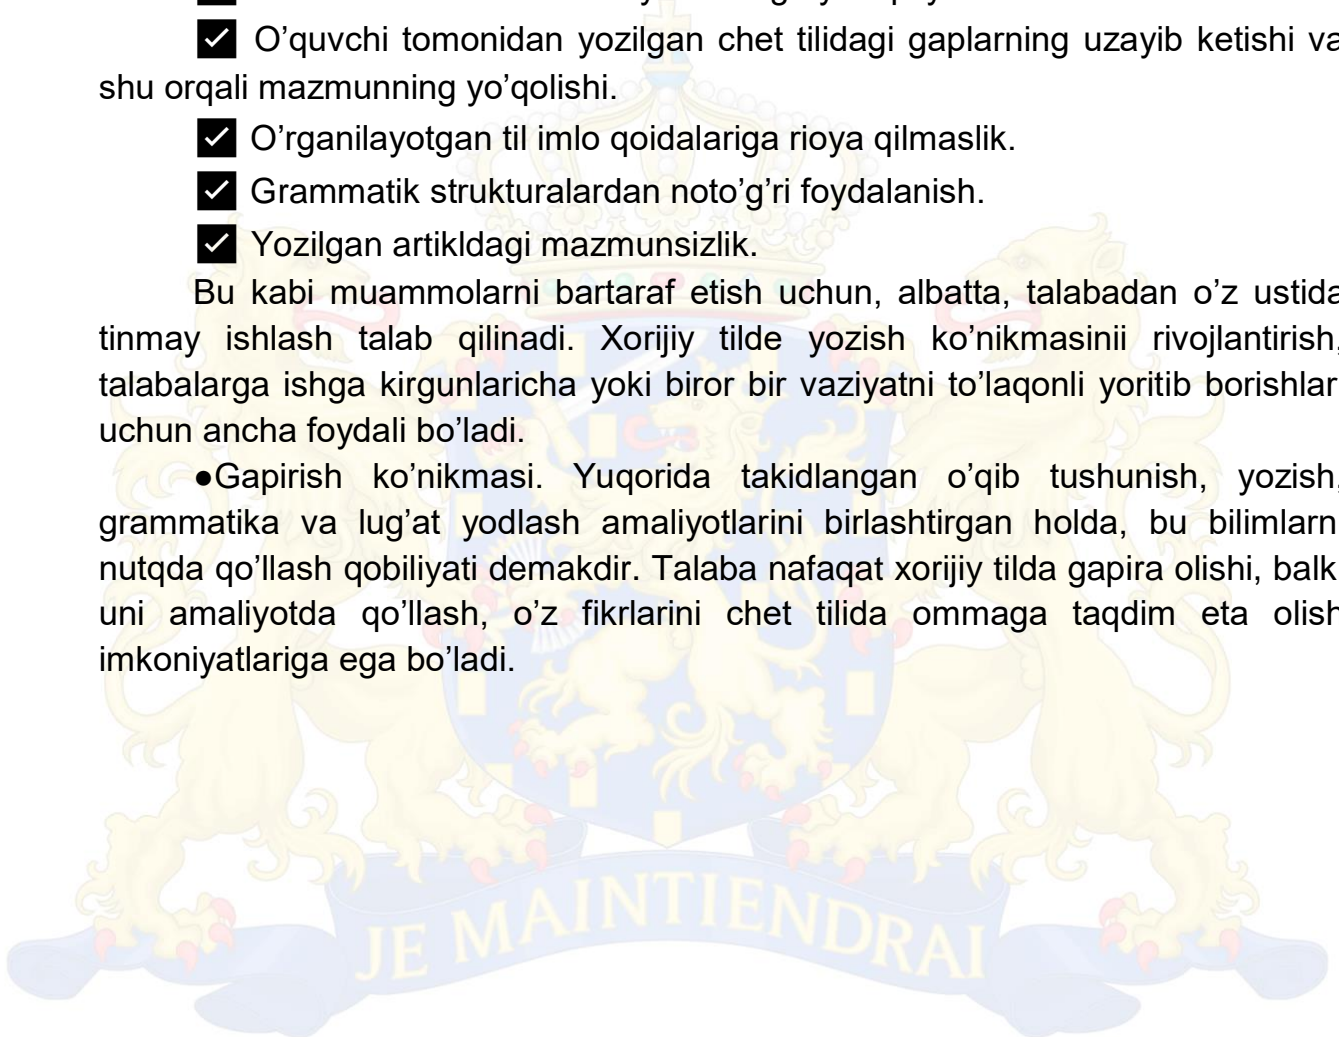 ✓ O’quvchi tomonidan yozilgan chet tilidagi gaplarning uzayib ketishi va
shu orqali mazmunning yo’qolishi.
✓ O’rganilayotgan til imlo qoidalariga rioya qilmaslik.
✓ Grammatik strukturalardan noto’g’ri foydalanish.
✓ Yozilgan artikldagi mazmunsizlik.
Bu kabi muammolarni bartaraf etish uchun, albatta, talabadan o’z ustida
tinmay ishlash talab qilinadi. Xorijiy tilde yozish ko’nikmasinii rivojlantirish,
talabalarga ishga kirgunlaricha yoki biror bir vaziyatni to’laqonli yoritib borishlar
uchun ancha foydali bo’ladi.
●Gapirish ko’nikmasi. Yuqorida takidlangan o’qib tushunish, yozish,
grammatika va lug’at yodlash amaliyotlarini birlashtirgan holda, bu bilimlarn
nutqda qo’llash qobiliyati demakdir. Talaba nafaqat xorijiy tilda gapira olishi, balk
uni amaliyotda qo’llash, o’z fikrlarini chet tilida ommaga taqdim eta olish
imkoniyatlariga ega bo’ladi.
JE MAINTIENDRAI